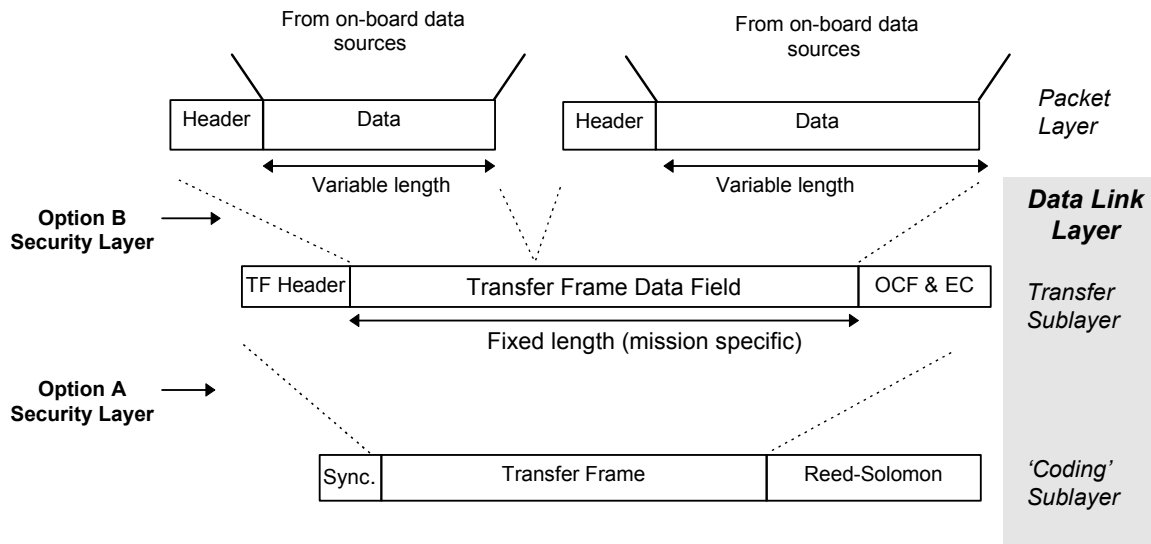 From on-board data
sources
From on-board data
sources
Header
Data
Header
Data
Packet
Layer
Variable length
Variable length
Option B
Security Layer
Data Link
Layer
TF Header
Transfer Frame Data Field
OCF & EC
Transfer
Sublayer
Fixed length (mission specific)
Option A
Security Layer
Sync.
Transfer Frame
Reed-Solomon
‘Coding’
Sublayer